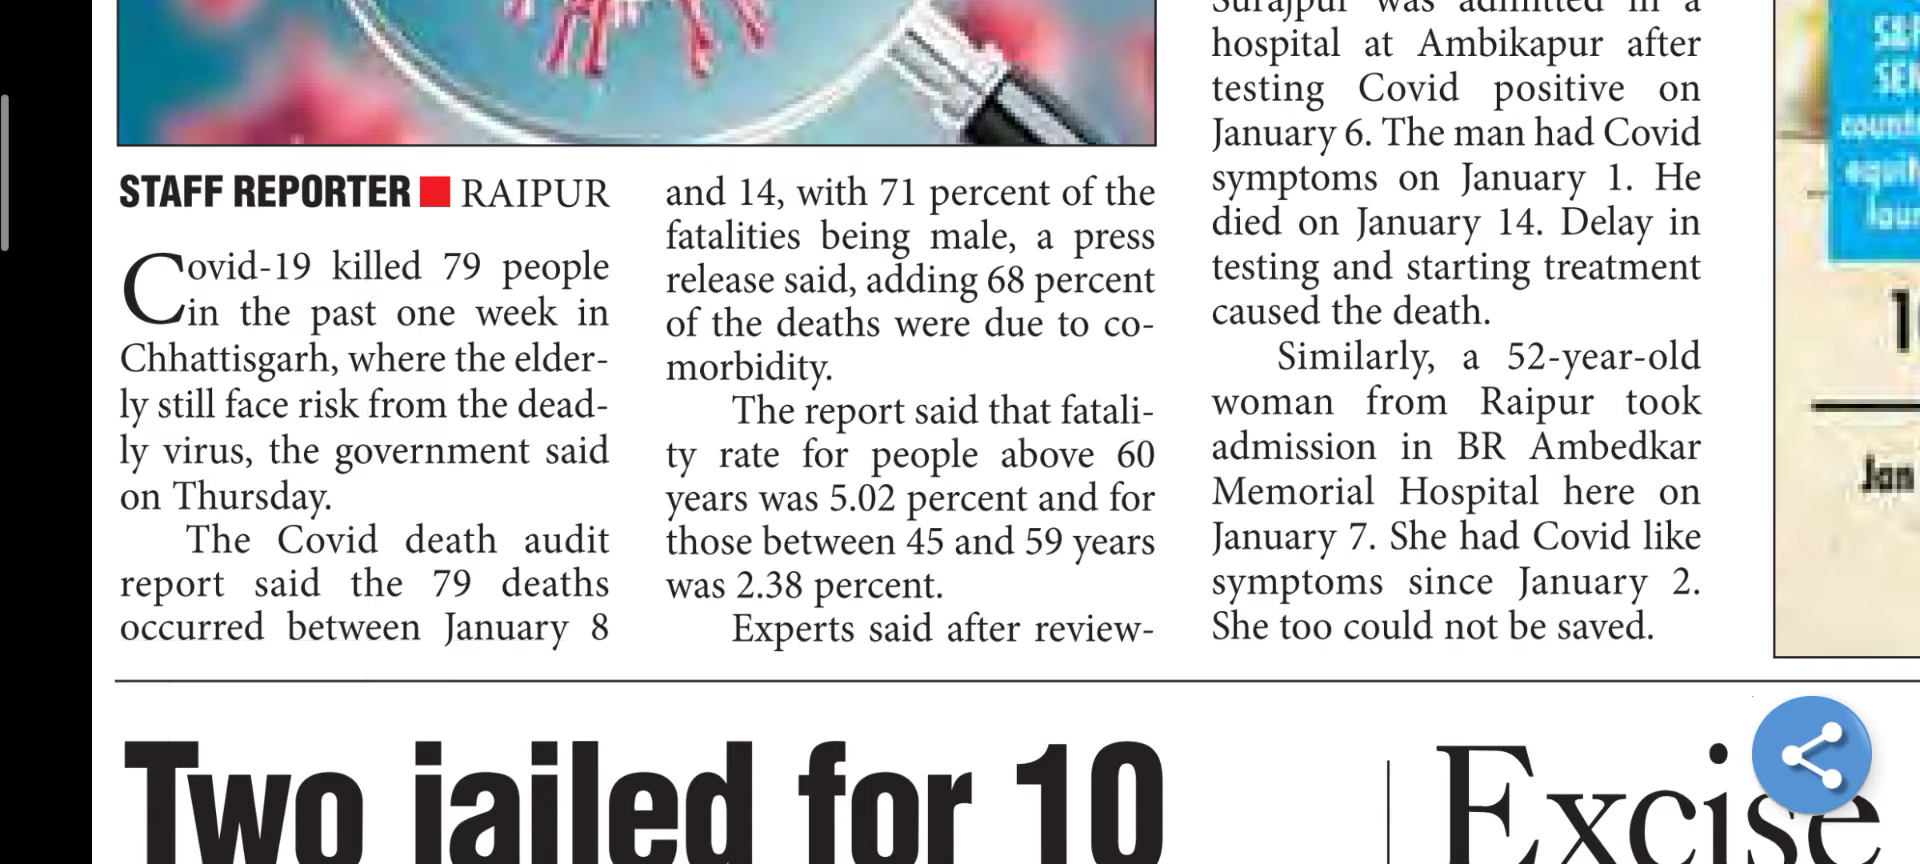 STAFF REPORTER RAIPUR
Covid-19 killed 79 people
in the past one week in
Chhattisgarh, where the elder-
ly still face risk from the dead-
ly virus, the government said
on Thursday.
The Covid death audit
report said the 79 deaths
occurred between January 8
and 14, with 71 percent of the
fatalities being male, a press
release said, adding 68 percent
of the deaths were due to co-
morbidity.
The report said that fatali-
ty rate for people above 60
years was 5.02 percent and for
those between 45 and 59 years
was 2.38 percent.
Experts said after review-
Surajpur was admitted in a
hospital at Ambikapur after
testing Covid positive on
January 6. The man had Covid
symptoms on January 1. He
died on January 14. Delay in
testing and starting treatment
caused the death.
Similarly, a 52-year-old
woman from Raipur took
admission in BR Ambedkar
Memorial Hospital here on
January 7. She had Covid like
symptoms since January 2.
She too could not be saved.
Jan
Two jailed for 10
Excise